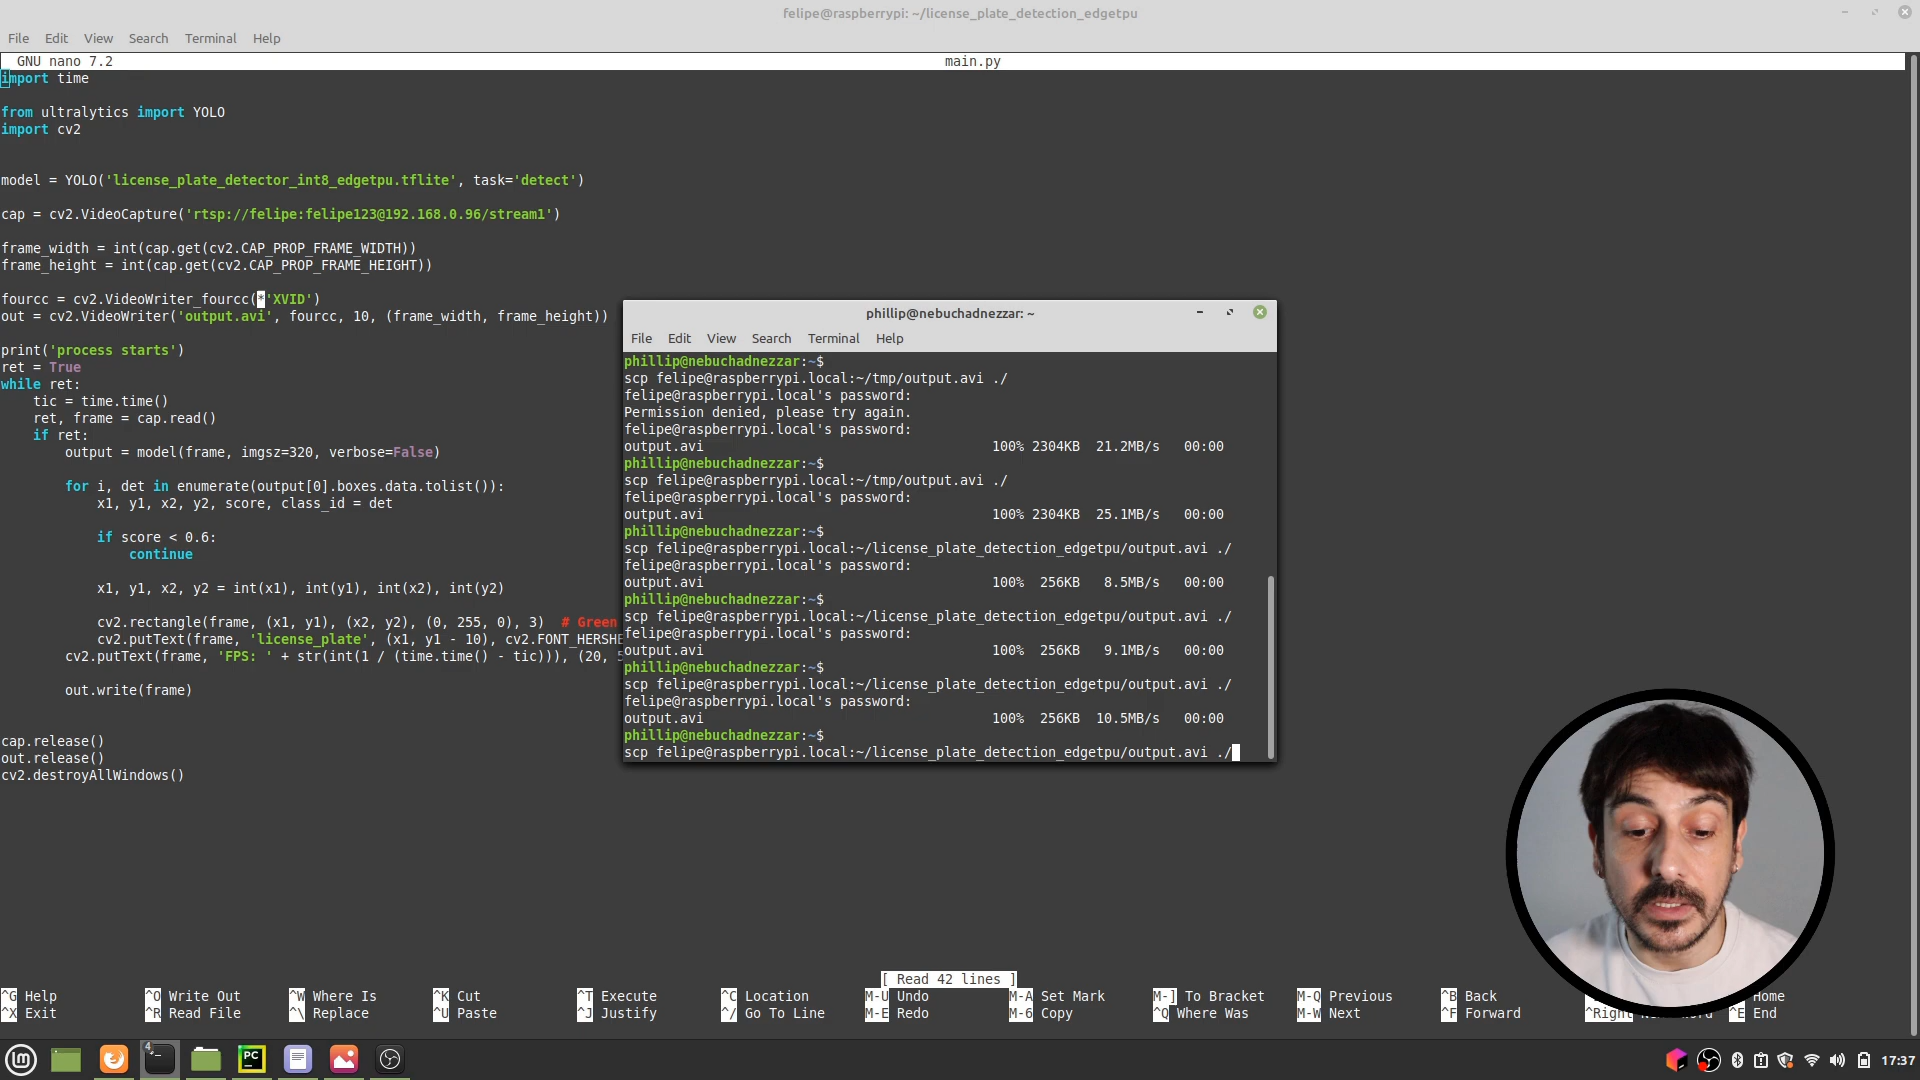 felipe@raspberrypi: ~/license_plate_detection_edgetpu
File Edit View Search Terminal Help
GNU nano 7.2 main.py
import time
from ultralytics import YOLO
import cv2
model = YOLO('license_plate_detector_int8_edgetpu.tflite', task='detect')
cap = cv2.VideoCapture('rtsp://felipe:felipe123@192.168.0.96/stream1')
frame_width = int(cap.get(cv2.CAP_PROP_FRAME_WIDTH))
frame_height = int(cap.get(cv2.CAP_PROP_FRAME_HEIGHT))
fourcc = cv2.VideoWriter_fourcc(*'XVID')
out = cv2.VideoWriter('output.avi', fourcc, 10, (frame_width, frame_height))
print('process starts')
ret = True
while ret:
tic = time.time()
ret, frame = cap.read()
if ret:
output = model(frame, imgsz=320, verbose=False)
for i, det in enumerate(output[0].boxes.data.tolist()):
x1, y1, x2, y2, score, class_id = det
if score < 0.6:
continue
x1, y1, x2, y2 = int(x1), int(y1), int(x2), int(y2)
cv2.rectangle(frame, (x1, y1), (x2, y2), (0, 255, 0), 3)  # Green
cv2.putText(frame, 'license_plate', (x1, y1 - 10), cv2.FONT_HERSHE
cv2.putText(frame, 'FPS: ' + str(int(1 / (time.time() - tic))), (20,
out.write(frame)
cap.release()
out.release()
cv2.destroyAllWindows()
phillip@nebuchadnezzar: ~
File Edit View Search Terminal Help
phillip@nebuchadnezzar:~$
scp felipe@raspberrypi.local:~/tmp/output.avi ./
felipe@raspberrypi.local's password:
Permission denied, please try again.
felipe@raspberrypi.local's password:
output.avi 100% 2304KB 21.2MB/s 00:00
phillip@nebuchadnezzar:~$
scp felipe@raspberrypi.local:~/tmp/output.avi ./
felipe@raspberrypi.local's password:
output.avi 100% 2304KB 25.1MB/s 00:00
phillip@nebuchadnezzar:~$
scp felipe@raspberrypi.local:~/license_plate_detection_edgetpu/output.avi ./
felipe@raspberrypi.local's password:
output.avi 100% 256KB 8.5MB/s 00:00
phillip@nebuchadnezzar:~$
scp felipe@raspberrypi.local:~/license_plate_detection_edgetpu/output.avi ./
felipe@raspberrypi.local's password:
output.avi 100% 256KB 9.1MB/s 00:00
phillip@nebuchadnezzar:~$
scp felipe@raspberrypi.local:~/license_plate_detection_edgetpu/output.avi ./
felipe@raspberrypi.local's password:
output.avi 100% 256KB 10.5MB/s 00:00
phillip@nebuchadnezzar:~$
scp felipe@raspberrypi.local:~/license_plate_detection_edgetpu/output.avi ./
[ Read 42 lines ]
^G Help ^O Write Out ^W Where Is ^K Cut ^T Execute ^C Location M-U Undo M-A Set Mark M-] To Bracket M-Q Previous ^B Back Home
^X Exit ^R Read File ^\ Replace ^U Paste ^J Justify ^/ Go To Line M-E Redo M-6 Copy ^Q Where Was M-W Next ^F Forward ^Right ^E End
4
PC
17:37